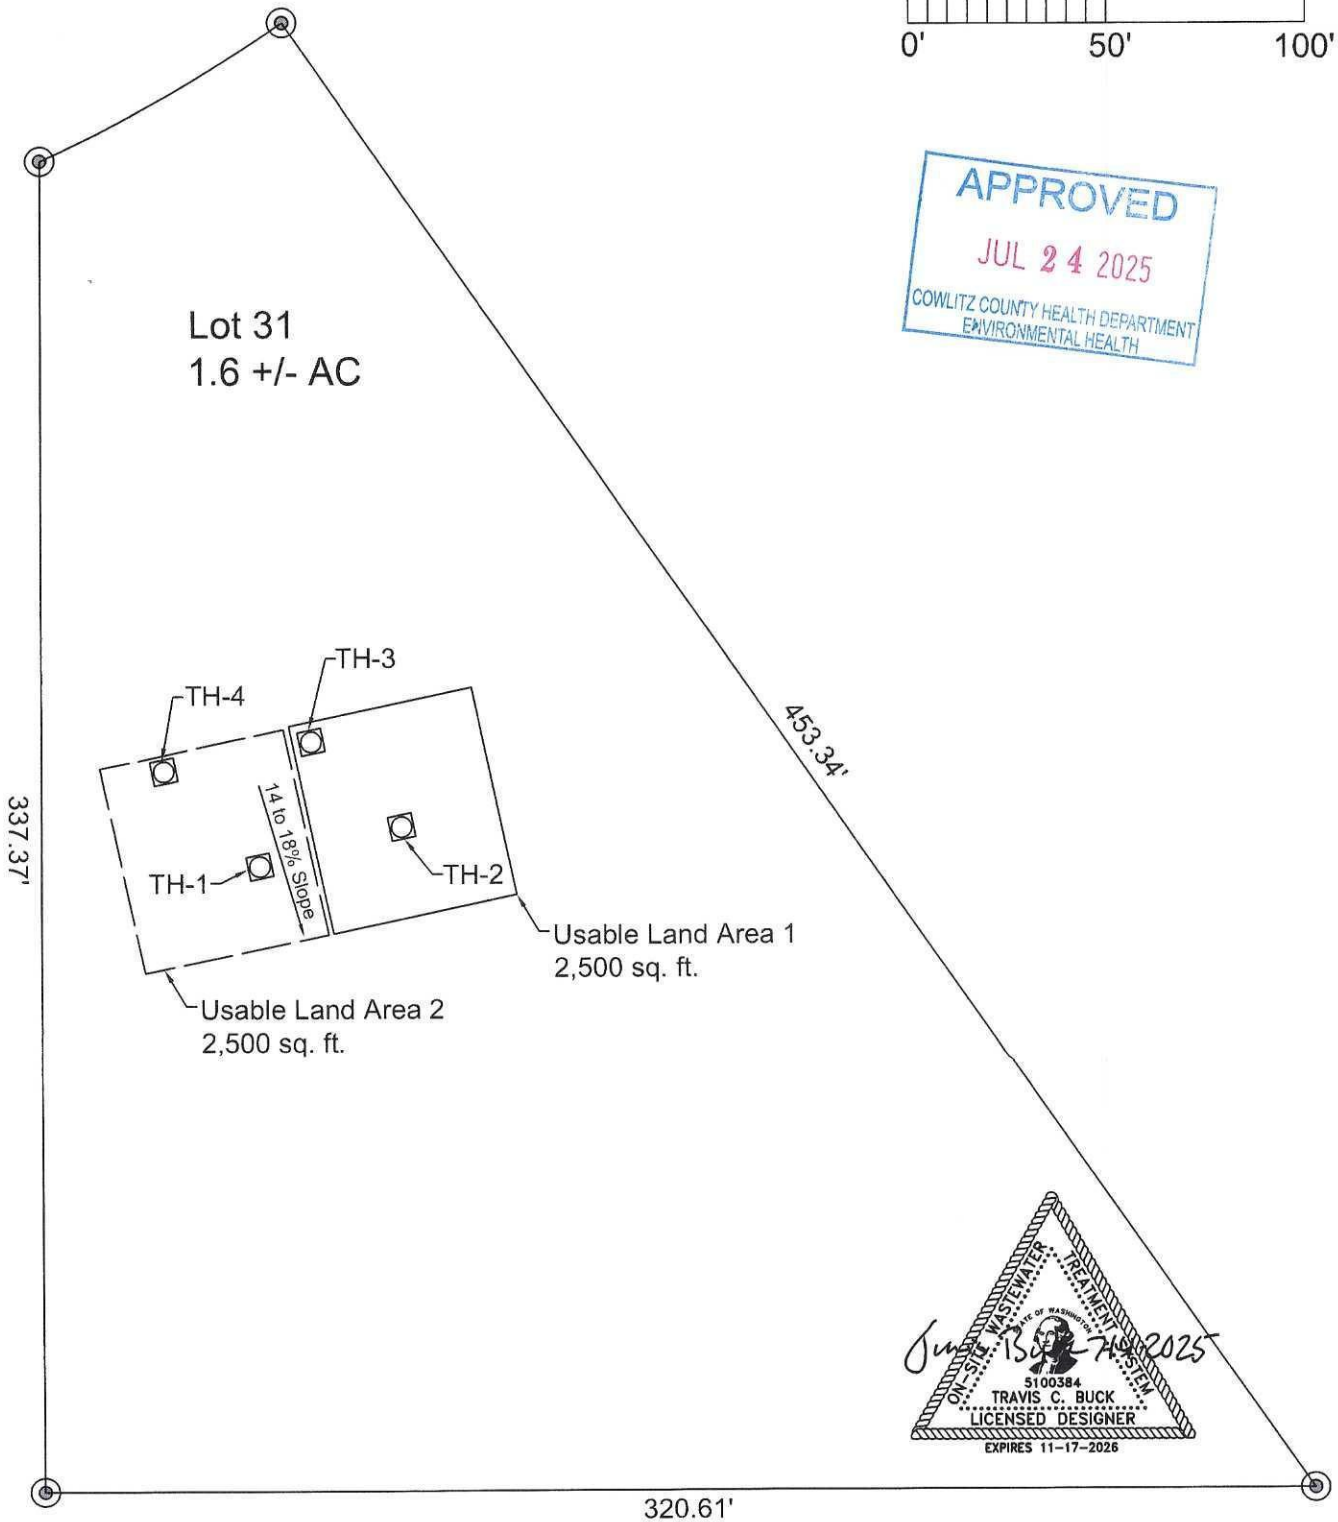 0' 50' 100'
APPROVED
JUL 24 2025
COWLITZ COUNTY HEALTH DEPARTMENT
ENVIRONMENTAL HEALTH
Lot 31
1.6 +/- AC
453.34'
337.37'
TH-3
TH-4
TH-1
14 to 18% Slope
TH-2
Usable Land Area 1
2,500 sq. ft.
Usable Land Area 2
2,500 sq. ft.
ON-SITE WASTEWATER TREATMENT SYSTEM
STATE OF WASHINGTON
2025
5100384
TRAVIS C. BUCK
LICENSED DESIGNER
EXPIRES 11-17-2026
320.61'